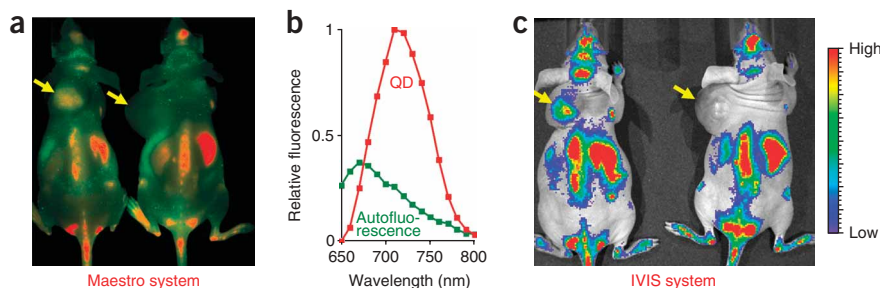 a
Maestro system
b
Relative fluorescence
1
0.5
0
QD
Autofluo-
rescence
650
700
750
800
Wavelength (nm)
c
High
Low
IVIS system